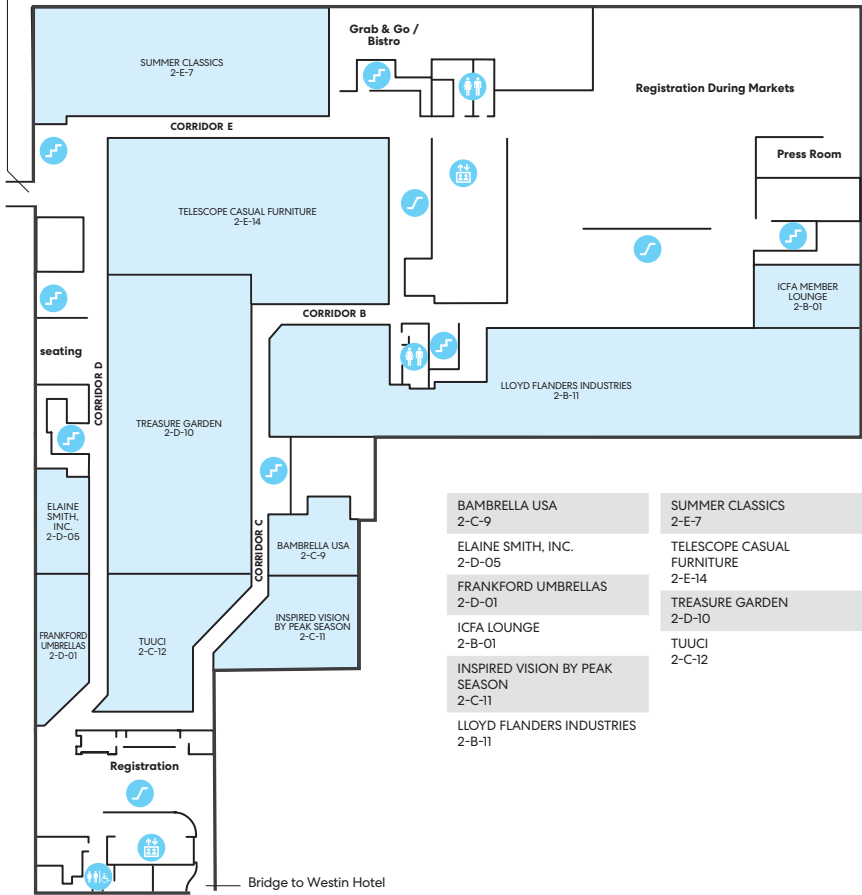 Grab & Go /
Bistro
SUMMER CLASSICS
2-E-7
Registration During Markets
CORRIDOR E
Press Room
TELESCOPE CASUAL FURNITURE
2-E-14
ICFA MEMBER
LOUNGE
2-B-01
CORRIDOR B
seating
CORRIDOR D
LLOYD FLANDERS INDUSTRIES
2-B-11
TREASURE GARDEN
2-D-10
ELAINE
SMITH,
INC.
2-D-05
CORRIDOR C
BAMBRELLA USA
2-C-9
FRANKFORD
UMBRELLAS
2-D-01
TUUCI
2-C-12
INSPIRED VISION
BY PEAK SEASON
2-C-11
BAMBRELLA USA
2-C-9
ELAINE SMITH, INC.
2-D-05
FRANKFORD UMBRELLAS
2-D-01
ICFA LOUNGE
2-B-01
INSPIRED VISION BY PEAK
SEASON
2-C-11
LLOYD FLANDERS INDUSTRIES
2-B-11
SUMMER CLASSICS
2-E-7
TELESCOPE CASUAL
FURNITURE
2-E-14
TREASURE GARDEN
2-D-10
TUUCI
2-C-12
Registration
Bridge to Westin Hotel